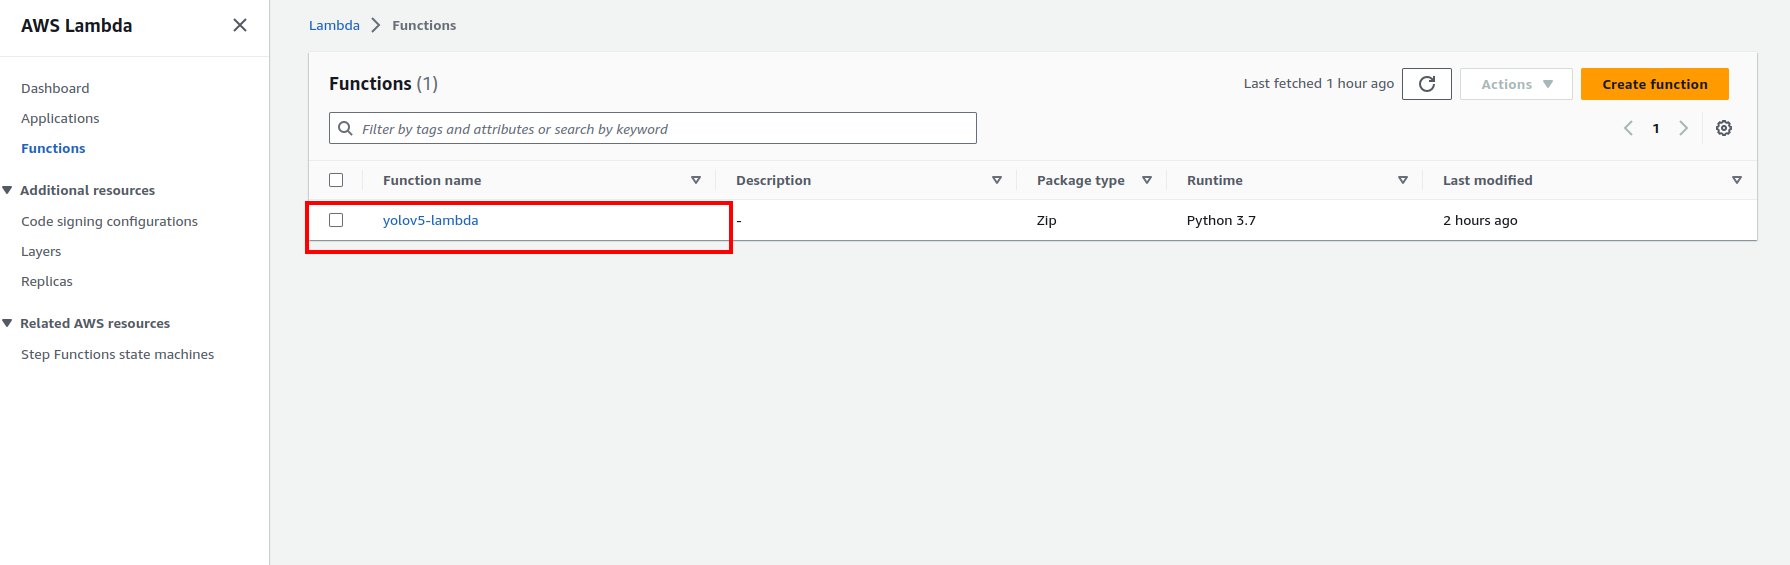 AWS Lambda
Dashboard
Applications
Functions
Additional resources
Code signing configurations
Layers
Replicas
Related AWS resources
Step Functions state machines
Lambda Functions
Functions (1)
Last fetched 1 hour ago
Actions
Create function
Filter by tags and attributes or search by keyword
1
Function name Description Package type Runtime Last modified
yolov5-lambda - Zip Python 3.7 2 hours ago